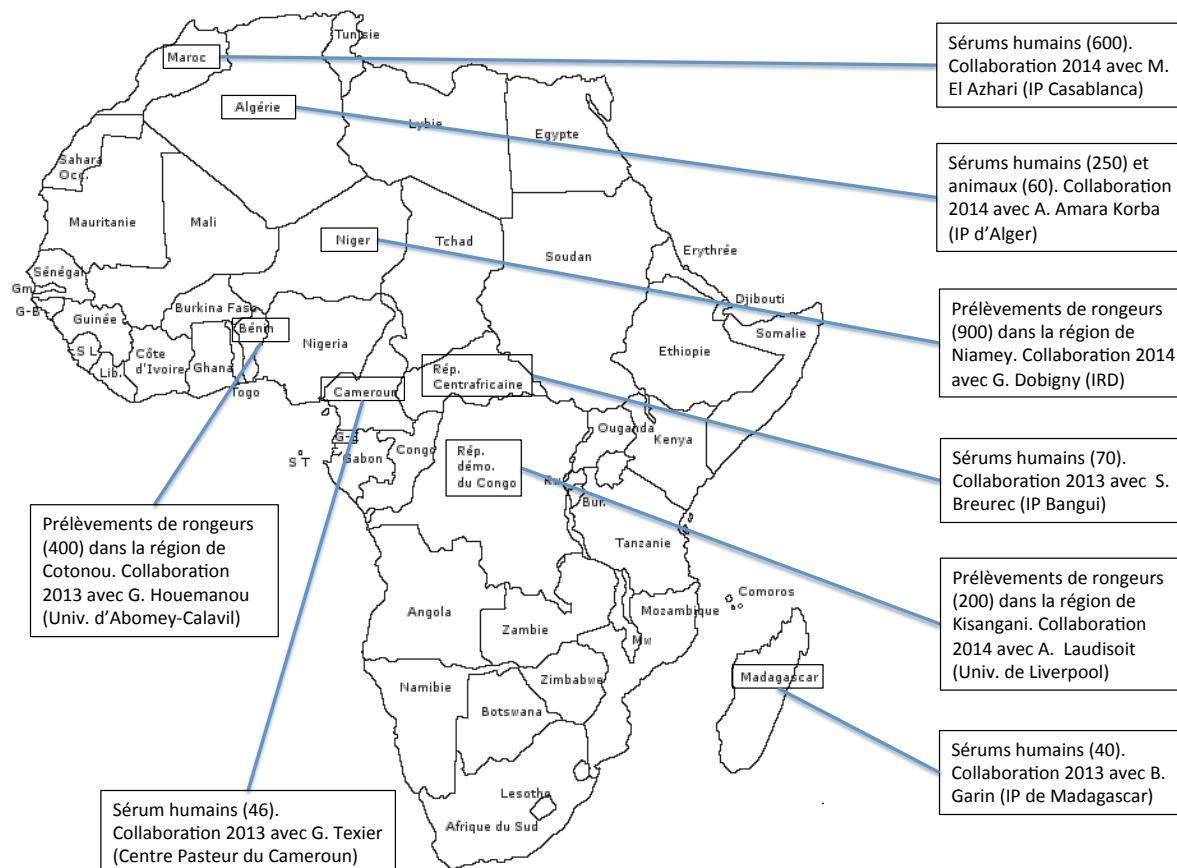 Tunisie
Maroc
Algérie
Lybie
Egypte
Sahara
Occ.
Mauritanie
Mali
Niger
Tchad
Soudan
Erythrée
Sénégal
Gm
G-B
Guinée
Burkina Faso
Bénin
Djibouti
Somalie
S L
Lib.
Côte
d'Ivoire
Ghana
Togo
Nigeria
Ethiopie
Cameroun
Rép.
Centrafricaine
G-E
Gabon
S T
Congo
Rép.
démo.
du Congo
Ouganda
Kenya
Bur.
Tanzanie
Comoros
Angola
Zambie
Mozambique
Mw
Namibie
Zimbabwe
Botswana
Madagascar
Lesotho
Afrique du Sud
Sérums humains (600).
Collaboration 2014 avec M.
El Azhari (IP Casablanca)
Sérums humains (250) et
animaux (60). Collaboration
2014 avec A. Amara Korba
(IP d’Alger)
Prélèvements de rongeurs
(900) dans la région de
Niamey. Collaboration 2014
avec G. Dobigny (IRD)
Sérums humains (70).
Collaboration 2013 avec S.
Breurec (IP Bangui)
Prélèvements de rongeurs
(200) dans la région de
Kisangani. Collaboration
2014 avec A. Laudisoit
(Univ. de Liverpool)
Sérums humains (40).
Collaboration 2013 avec B.
Garin (IP de Madagascar)
Prélèvements de rongeurs
(400) dans la région de
Cotonou. Collaboration
2013 avec G. Houemanou
(Univ. d’Abomey-Calavil)
Sérum humains (46).
Collaboration 2013 avec G. Texier
(Centre Pasteur du Cameroun)